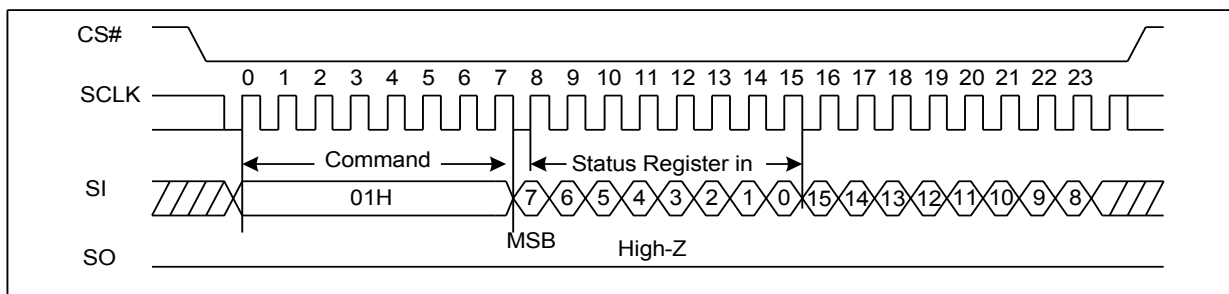 CS#
0 1 2 3 4 5 6 7 8 9 10 11 12 13 14 15 16 17 18 19 20 21 22 23
SCLK
Command Status Register in
SI 01H 7 6 5 4 3 2 1 0 15 14 13 12 11 10 9 8
MSB High-Z
SO